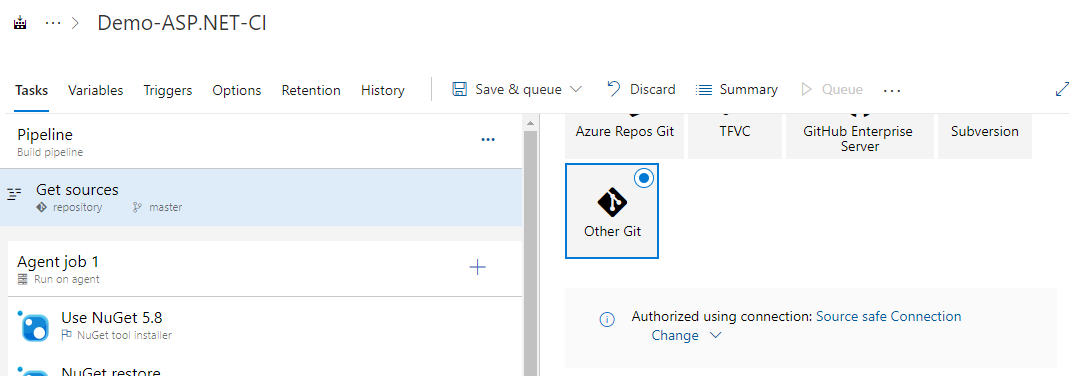 ··· > Demo-ASP.NET-CI
Tasks Variables Triggers Options Retention History Save & queue Discard Summary Queue ···
Pipeline
Build pipeline
···
Get sources
repository master
Agent job 1
Run on agent
Use NuGet 5.8
NuGet tool installer
NuGet restore
Azure Repos Git
TFVC
GitHub Enterprise
Server
Subversion
Other Git
Authorized using connection: Source safe Connection
Change